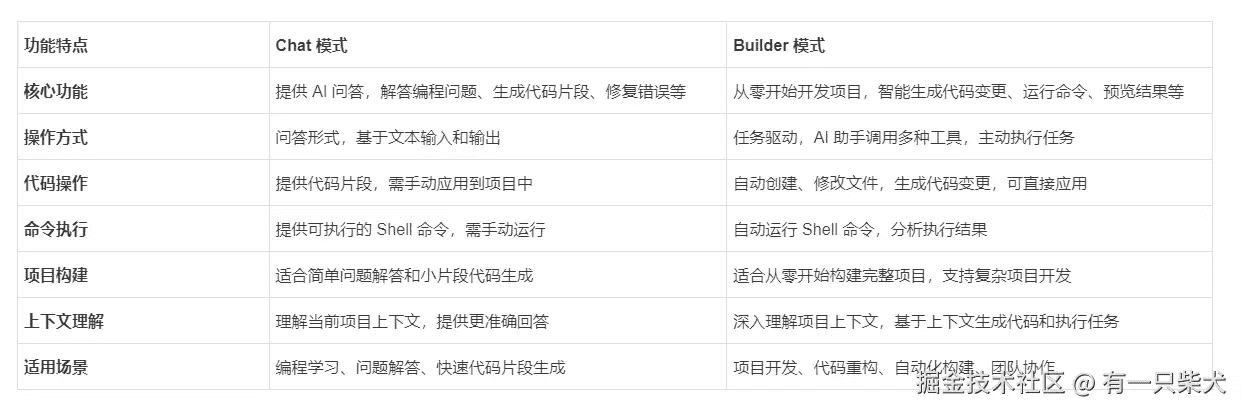 功能特点 Chat 模式 Builder 模式
核心功能 提供 AI 问答，解答编程问题、生成代码片段、修复错误等 从零开始开发项目，智能生成代码变更、运行命令、预览结果等
操作方式 问答形式，基于文本输入和输出 任务驱动，AI 助手调用多种工具，主动执行任务
代码操作 提供代码片段，需手动应用到项目中 自动创建、修改文件，生成代码变更，可直接应用
命令执行 提供可执行的 Shell 命令，需手动运行 自动运行 Shell 命令，分析执行结果
项目构建 适合简单问题解答和小片段代码生成 适合从零开始构建完整项目，支持复杂项目开发
上下文理解 理解当前项目上下文，提供更准确回答 深入理解项目上下文，基于上下文生成代码和执行任务
适用场景 编程学习、问题解答、快速代码片段生成 项目开发、代码重构、自动化构建、团队协作
掘金技术社区 @ 有一只柴犬